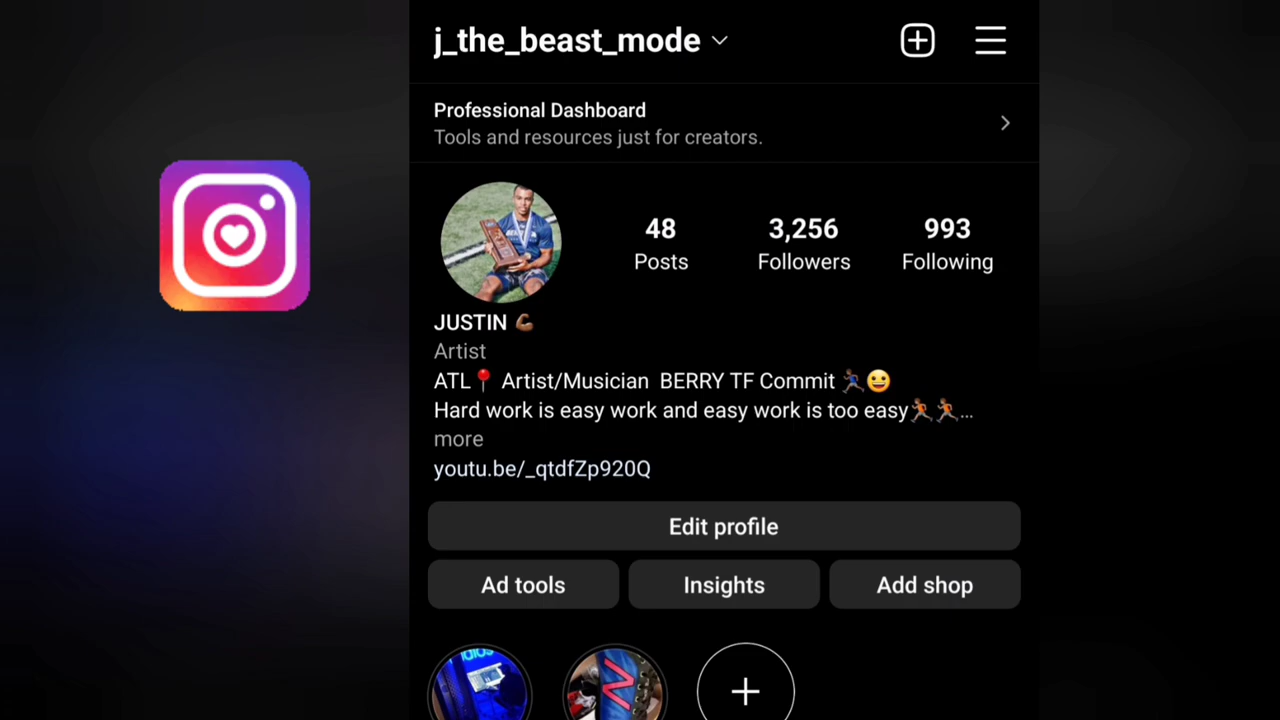 j_the_beast_mode
Professional Dashboard
Tools and resources just for creators.
48 3,256 993
Posts Followers Following
JUSTIN 💪🏾
Artist
ATL📍 Artist/Musician BERRY TF Commit 🏃🏾😀
Hard work is easy work and easy work is too easy🏃🏾🏃🏾...
more
youtu.be/_qtdfZp920Q
Edit profile
Ad tools Insights Add shop